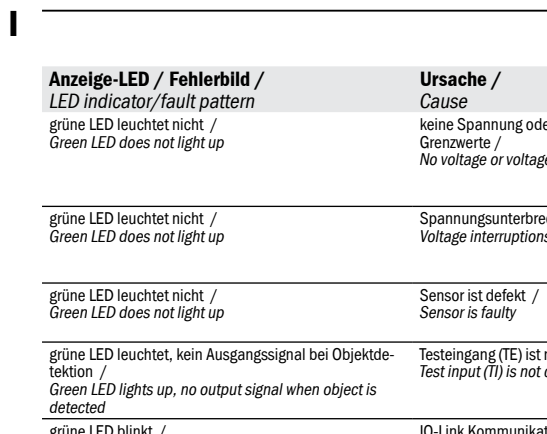 I
Anzeige-LED / Fehlerbild /
LED indicator/fault pattern
Ursache /
Cause
grüne LED leuchtet nicht /
Green LED does not light up
keine Spannung ode
Grenzwerte /
No voltage or voltage
grüne LED leuchtet nicht /
Green LED does not light up
Spannungsunterbre
Voltage interruptions
grüne LED leuchtet nicht /
Green LED does not light up
Sensor ist defekt /
Sensor is faulty
grüne LED leuchtet, kein Ausgangssignal bei Objektde-
tektion /
Green LED lights up, no output signal when object is
detected
Testeingang (TE) ist
Test input (TI) is not
grüne LED blinkt /
IO-Link Kommunikat